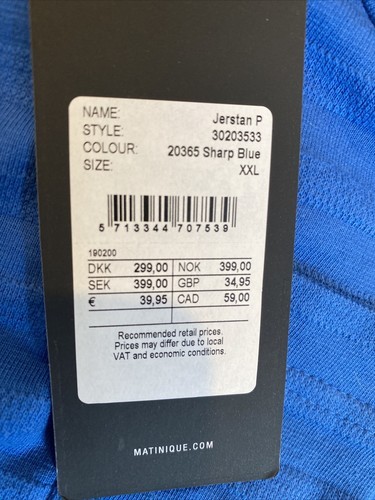 NAME: Jerstan P
STYLE: 30203533
COLOUR: 20365 Sharp Blue
SIZE: XXL
5 713344 707539
190200
DKK 299,00 NOK 399,00
SEK 399,00 GBP 34,95
€ 39,95 CAD 59,00
Recommended retail prices.
Prices may differ due to local
VAT and economic conditions.
MATINIQUE.COM